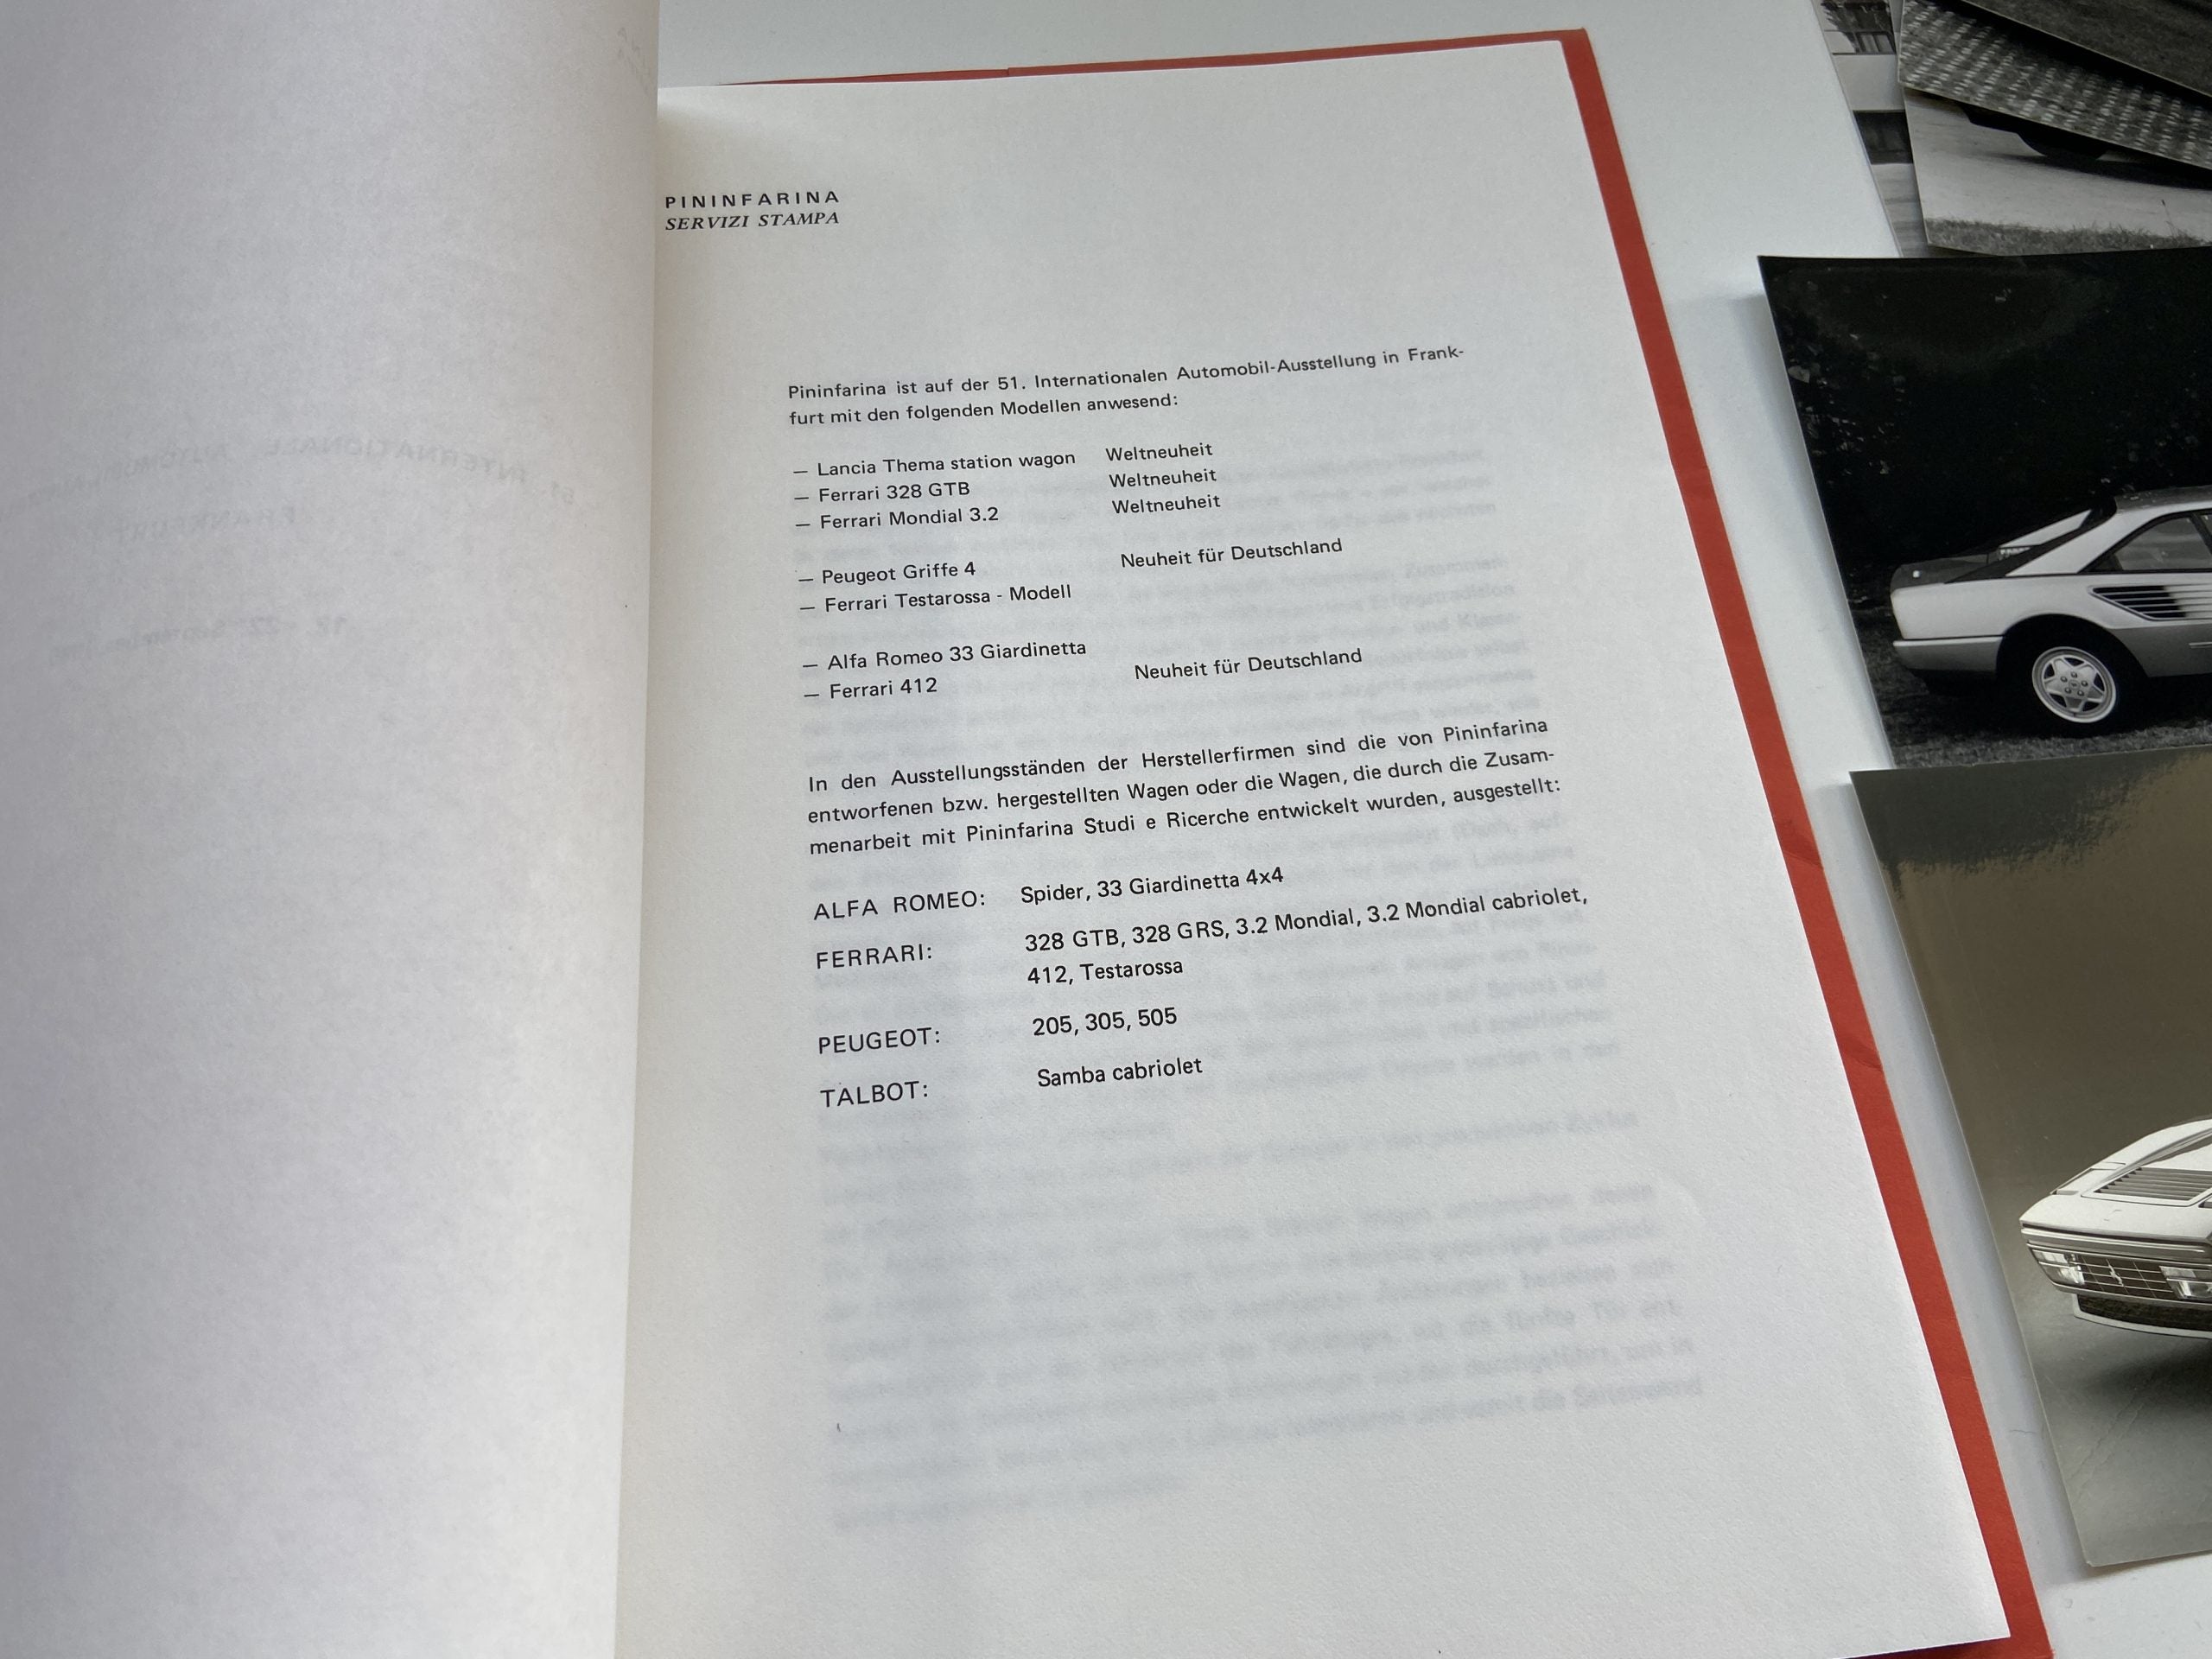 PININFARINA
SERVIZI STAMPA
Pininfarina ist auf der 51. Internationalen Automobil-Ausstellung in Frank-
furt mit den folgenden Modellen anwesend:
— Lancia Thema station wagon Weltneuheit
— Ferrari 328 GTB Weltneuheit
— Ferrari Mondial 3.2 Weltneuheit
— Peugeot Griffe 4 Neuheit für Deutschland
— Ferrari Testarossa - Modell
— Alfa Romeo 33 Giardinetta
— Ferrari 412 Neuheit für Deutschland
In den Ausstellungsständen der Herstellerfirmen sind die von Pininfarina
entworfenen bzw. hergestellten Wagen oder die Wagen, die durch die Zusam-
menarbeit mit Pininfarina Studi e Ricerche entwickelt wurden, ausgestellt:
ALFA ROMEO: Spider, 33 Giardinetta 4x4
FERRARI: 328 GTB, 328 GRS, 3.2 Mondial, 3.2 Mondial cabriolet,
412, Testarossa
PEUGEOT: 205, 305, 505
TALBOT: Samba cabriolet